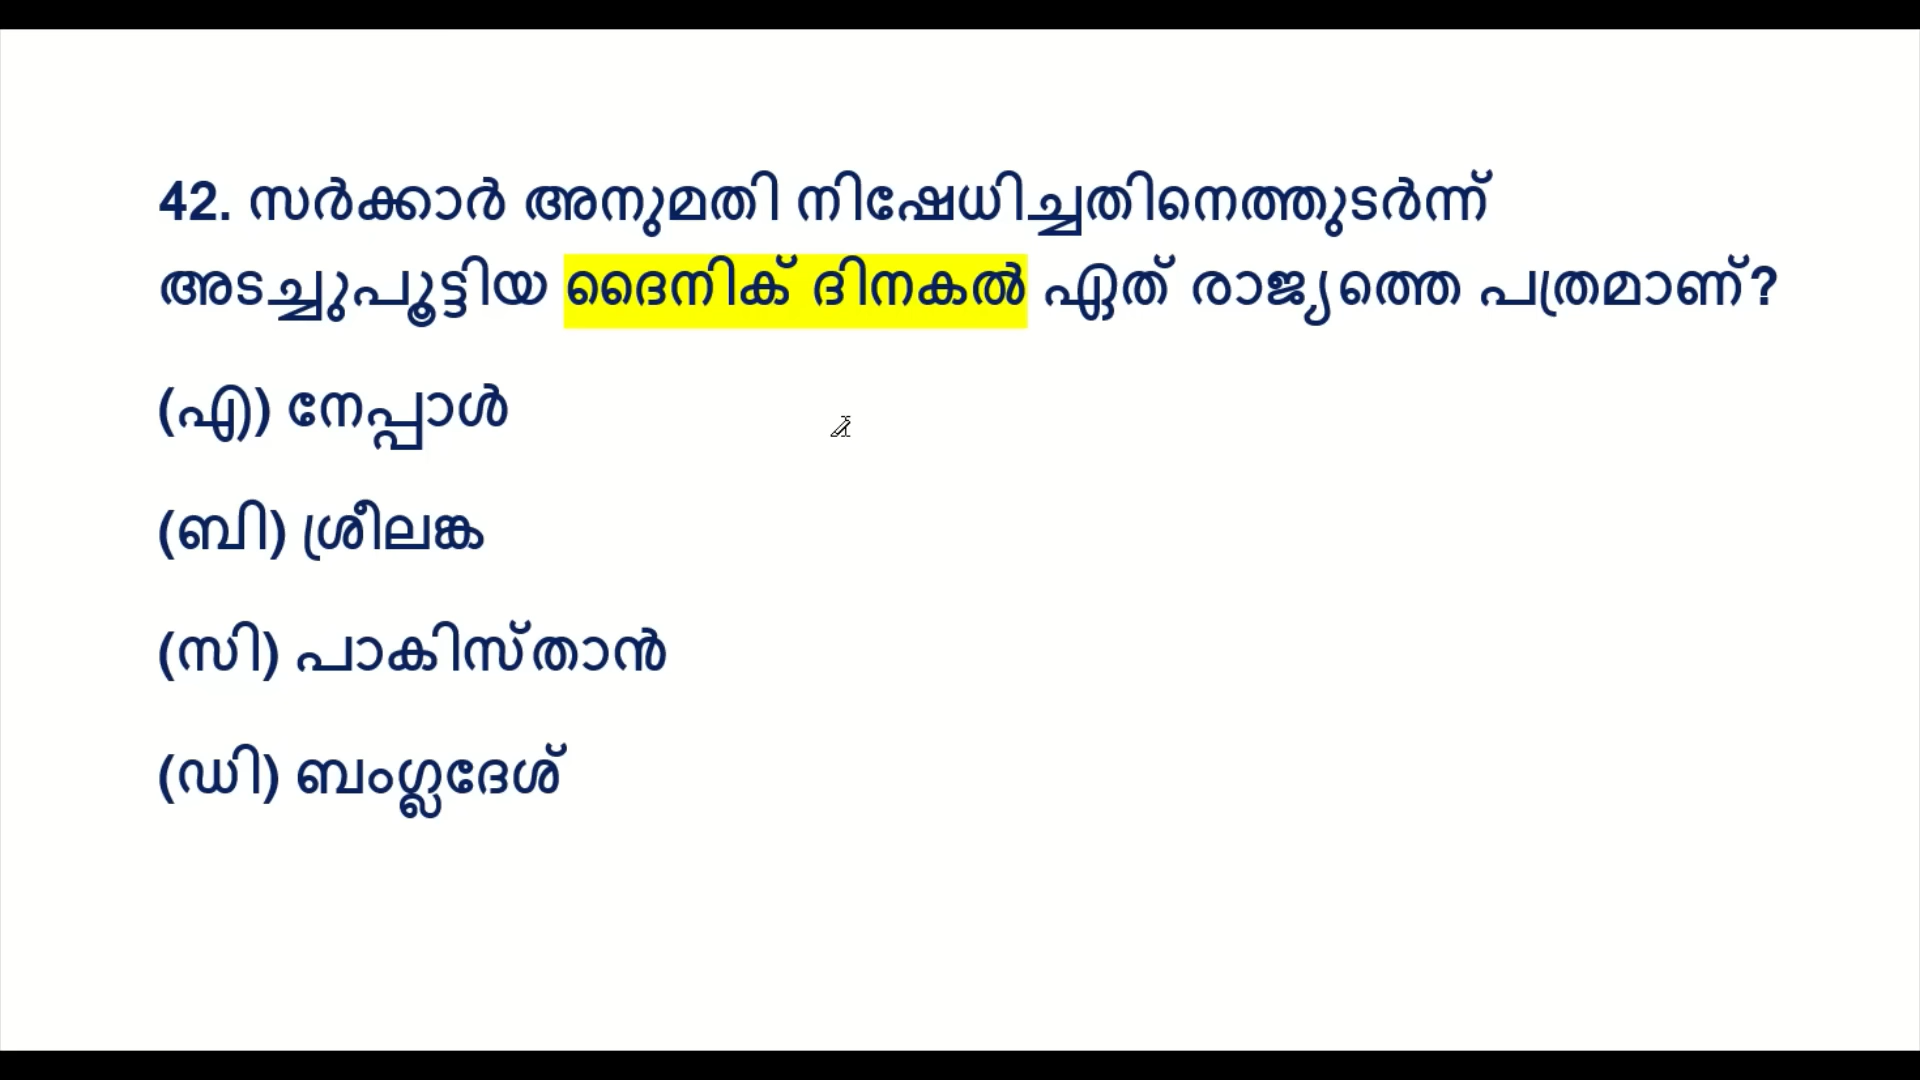 42. സർക്കാർ അനുമതി നിഷേധിച്ചതിനെത്തുടർന്ന്
അടച്ചുപൂട്ടിയ ദൈനിക് ദിനകൽ ഏത് രാജ്യത്തെ പത്രമാണ്?
(എ) നേപ്പാൾ
(ബി) ശ്രീലങ്ക
(സി) പാകിസ്താൻ
(ഡി) ബംഗ്ലദേശ്